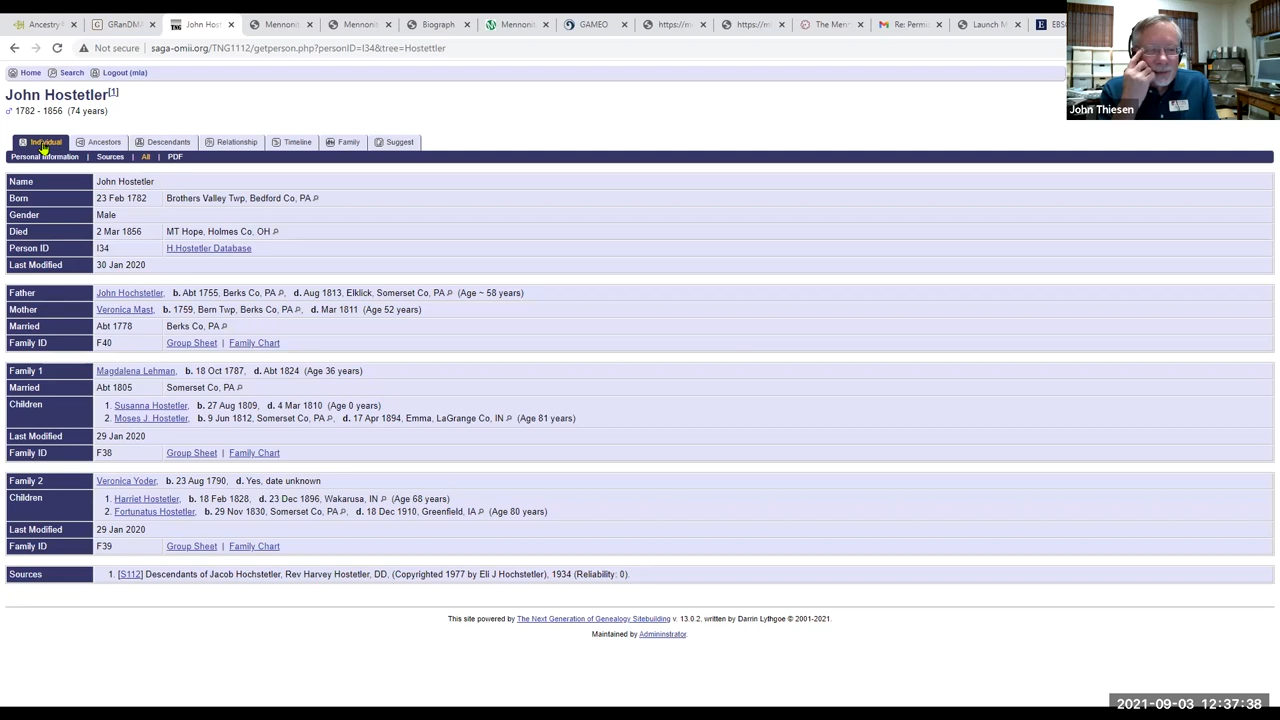 Ancestry®
GRanDMA
John Host
Mennonit
Mennonit
Biograph
Mennonit
GAMEO
https://m
https://m
The Menn
Re: Permi
Launch M
EBSC
Not secure saga-omii.org/TNG1112/getperson.php?personID=I34&tree=Hostettler
Home Search Logout (mla)
John Hostetler[1]
♂ 1782 - 1856 (74 years)
John Thiesen
Individual Ancestors Descendants Relationship Timeline Family Suggest
Personal Information | Sources | All | PDF
Name John Hostetler
Born 23 Feb 1782 Brothers Valley Twp, Bedford Co, PA
Gender Male
Died 2 Mar 1856 MT Hope, Holmes Co, OH
Person ID I34 H.Hostetler Database
Last Modified 30 Jan 2020
Father John Hochstetler, b. Abt 1755, Berks Co, PA, d. Aug 1813, Elklick, Somerset Co, PA (Age ~ 58 years)
Mother Veronica Mast, b. 1759, Bern Twp, Berks Co, PA, d. Mar 1811 (Age 52 years)
Married Abt 1778 Berks Co, PA
Family ID F40 Group Sheet | Family Chart
Family 1 Magdalena Lehman, b. 18 Oct 1787, d. Abt 1824 (Age 36 years)
Married Abt 1805 Somerset Co, PA
Children 1. Susanna Hostetler, b. 27 Aug 1809, d. 4 Mar 1810 (Age 0 years)
2. Moses J. Hostetler, b. 9 Jun 1812, Somerset Co, PA, d. 17 Apr 1894, Emma, LaGrange Co, IN (Age 81 years)
Last Modified 29 Jan 2020
Family ID F38 Group Sheet | Family Chart
Family 2 Veronica Yoder, b. 23 Aug 1790, d. Yes, date unknown
Children 1. Harriet Hostetler, b. 18 Feb 1828, d. 23 Dec 1896, Wakarusa, IN (Age 68 years)
2. Fortunatus Hostetler, b. 29 Nov 1830, Somerset Co, PA, d. 18 Dec 1910, Greenfield, IA (Age 80 years)
Last Modified 29 Jan 2020
Family ID F39 Group Sheet | Family Chart
Sources 1. [S112] Descendants of Jacob Hochstetler, Rev Harvey Hostetler, DD, (Copyrighted 1977 by Eli J Hochstetler), 1934 (Reliability: 0).
This site powered by The Next Generation of Genealogy Sitebuilding v. 13.0.2, written by Darrin Lythgoe © 2001-2021.
Maintained by Admininstrator.
2021-09-03 12:37:38